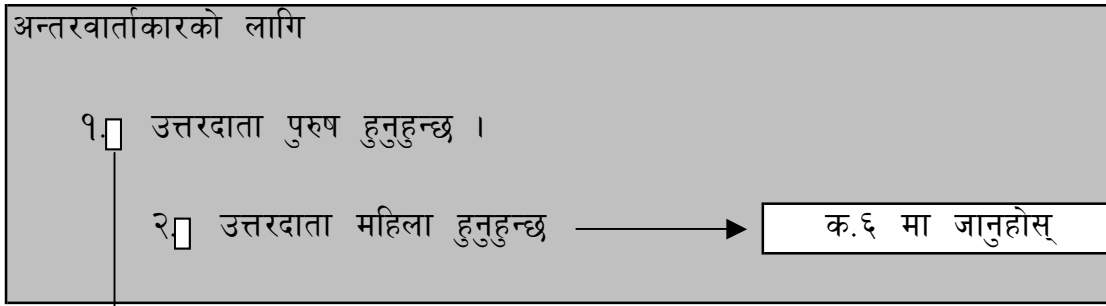 अन्तरवार्ताकारको लागि
१. उत्तरदाता पुरुष हुनुहुन्छ ।
२. उत्तरदाता महिला हुनुहुन्छ क.६ मा जानुहोस्